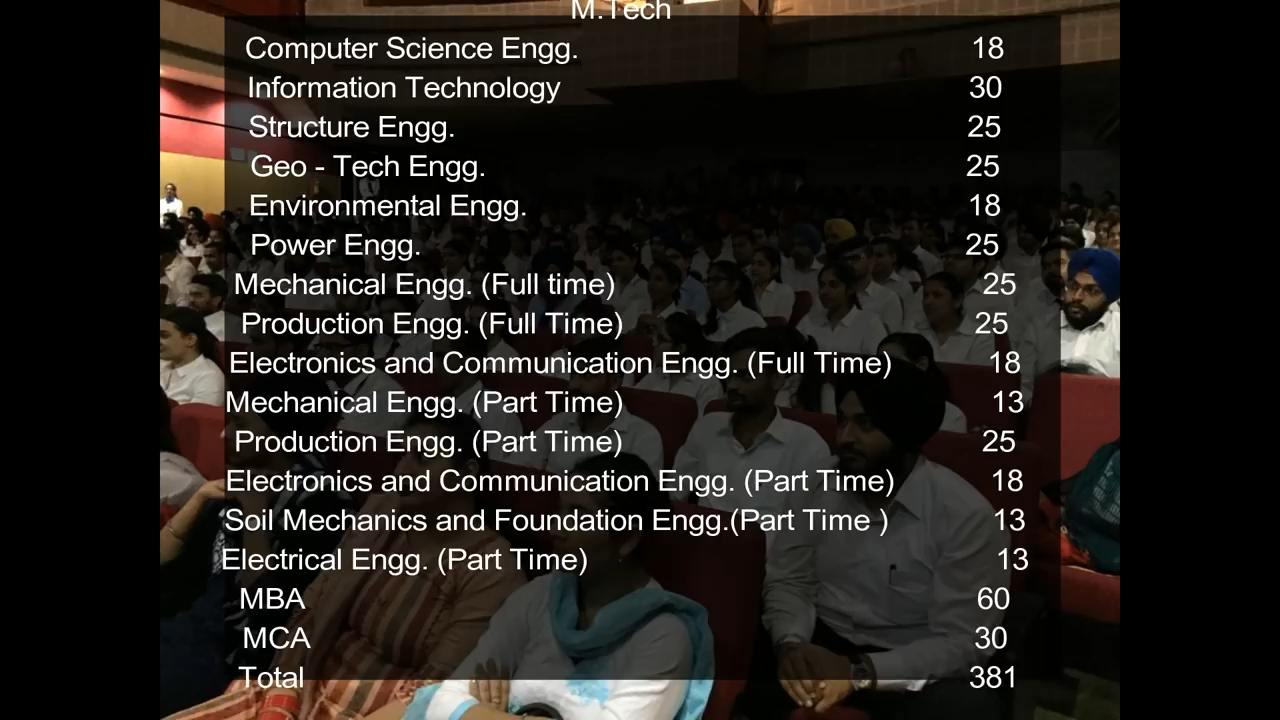 M.Tech
Computer Science Engg. 18
Information Technology 30
Structure Engg. 25
Geo - Tech Engg. 25
Environmental Engg. 18
Power Engg. 25
Mechanical Engg. (Full time) 25
Production Engg. (Full Time) 25
Electronics and Communication Engg. (Full Time) 18
Mechanical Engg. (Part Time) 13
Production Engg. (Part Time) 25
Electronics and Communication Engg. (Part Time) 18
Soil Mechanics and Foundation Engg.(Part Time ) 13
Electrical Engg. (Part Time) 13
MBA 60
MCA 30
Total 381